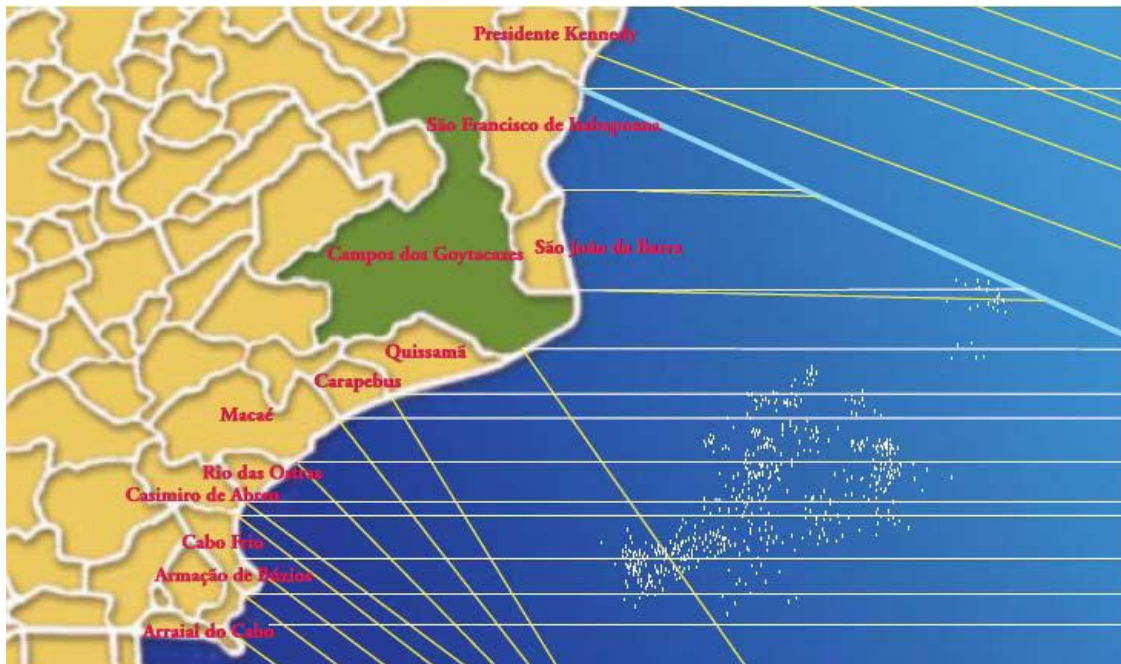 Presidente Kennedy
São Francisco de Itabapoana
Campos dos Goytacazes
São João da Barra
Quissamã
Carapebus
Macaé
Rio das Ostras
Casimiro de Abreu
Cabo Frio
Armação de Búzios
Arraial do Cabo